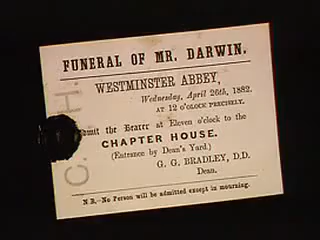 FUNERAL OF MR. DARWIN.
WESTMINSTER ABBEY,
Wednesday, April 26th, 1882.
AT 12 O'CLOCK PRECISELY.
Admit the Bearer at Eleven o'clock to the
CHAPTER HOUSE.
(Entrance by Dean's Yard.)
G. G. BRADLEY, D.D.
Dean.
N.B.—No Person will be admitted except in mourning.